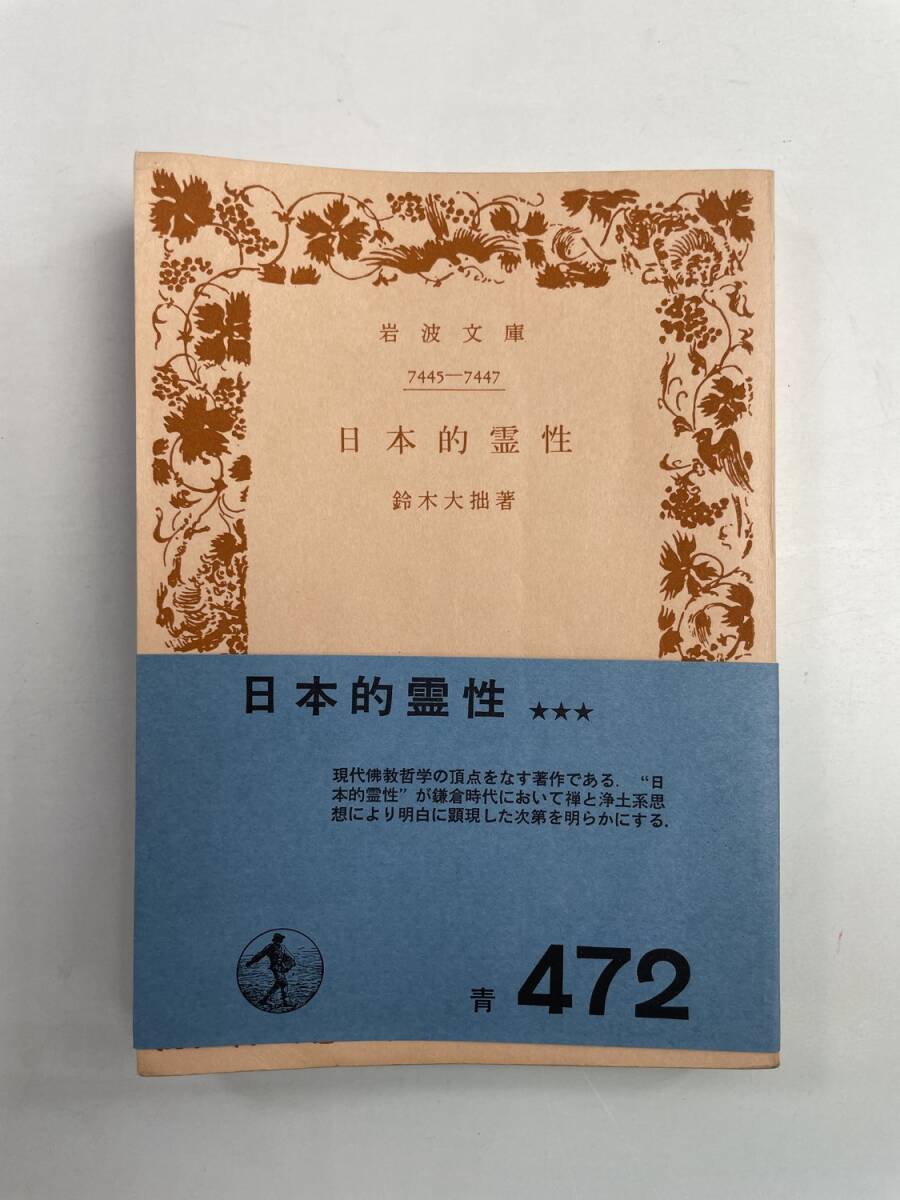 岩波文庫
7445―7447
日本的霊性
鈴木大拙著
日本的霊性 ★★★
現代佛教哲学の頂点をなす著作である．“日
本的霊性”が鎌倉時代において禅と浄土系思
想により明白に顕現した次第を明らかにする．
青 472